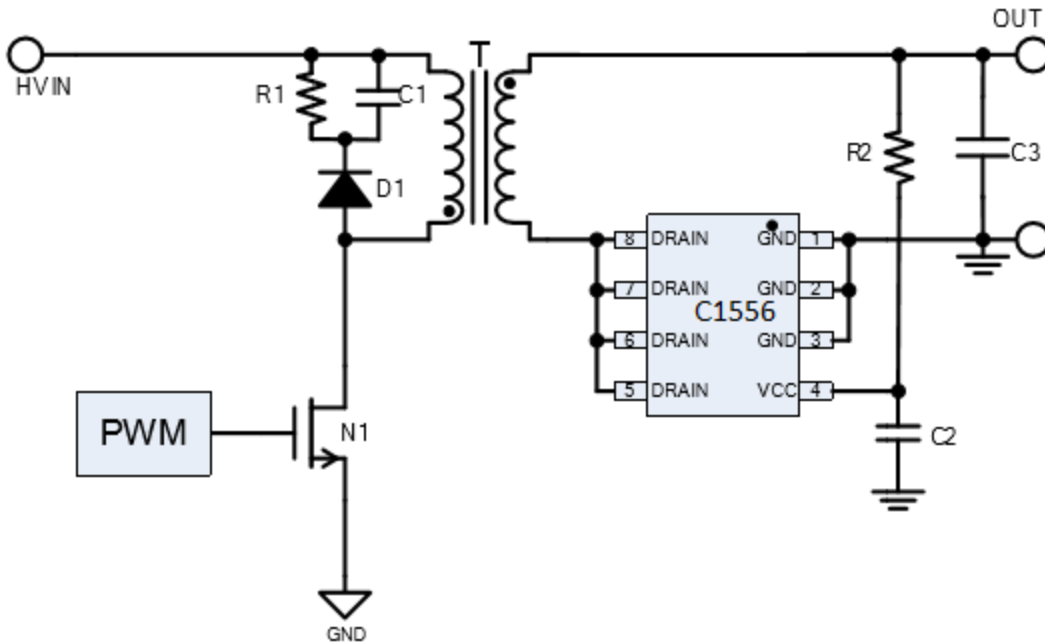 OUT
HVIN
T
R1
C1
D1
R2
C3
8 DRAIN GND 1
7 DRAIN GND 2
C1556
6 DRAIN GND 3
5 DRAIN VCC 4
PWM
N1
C2
GND